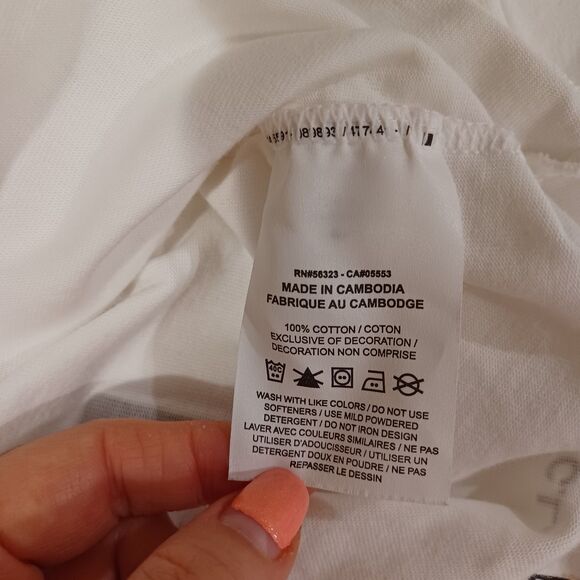 RN#56323 - CA#05553
MADE IN CAMBODIA
FABRIQUE AU CAMBODGE
100% COTTON / COTON
EXCLUSIVE OF DECORATION /
DECORATION NON COMPRISE
40C
WASH WITH LIKE COLORS / DO NOT USE
SOFTENERS / USE MILD POWDERED
DETERGENT / DO NOT IRON DESIGN
LAVER AVEC COULEURS SIMILAIRES / NE PAS
UTILISER D'ADOUCISSEUR / UTILISER UN
DETERGENT DOUX EN POUDRE / NE PAS
REPASSER LE DESSIN